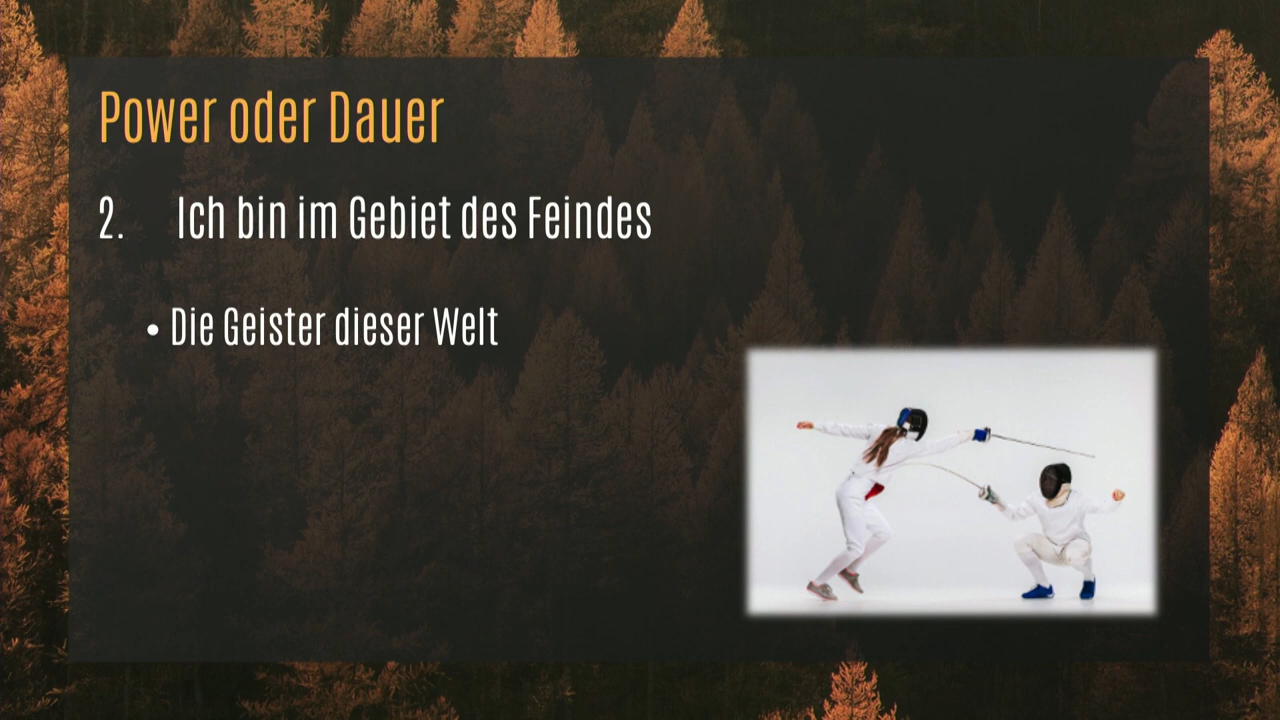 Power oder Dauer
2. Ich bin im Gebiet des Feindes
• Die Geister dieser Welt